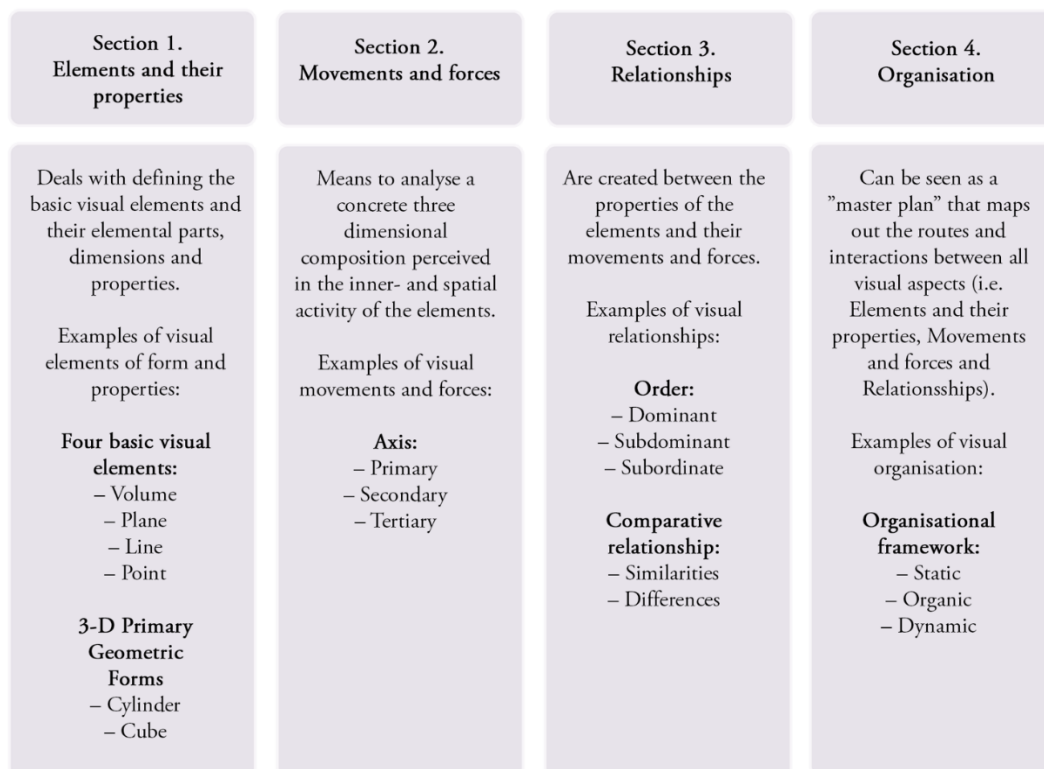 Section 1.
Elements and their
properties
Section 2.
Movements and forces
Section 3.
Relationships
Section 4.
Organisation
Deals with defining the
basic visual elements and
their elemental parts,
dimensions and
properties.
Examples of visual
elements of form and
properties:
Four basic visual
elements:
– Volume
– Plane
– Line
– Point
3-D Primary
Geometric
Forms
– Cylinder
– Cube
Means to analyse a
concrete three
dimensional
composition perceived
in the inner- and spatial
activity of the elements.
Examples of visual
movements and forces:
Axis:
– Primary
– Secondary
– Tertiary
Are created between the
properties of the
elements and their
movements and forces.
Examples of visual
relationships:
Order:
– Dominant
– Subdominant
– Subordinate
Comparative
relationship:
– Similarities
– Differences
Can be seen as a
”master plan” that maps
out the routes and
interactions between all
visual aspects (i.e.
Elements and their
properties, Movements
and forces and
Relationsships).
Examples of visual
organisation:
Organisational
framework:
– Static
– Organic
– Dynamic